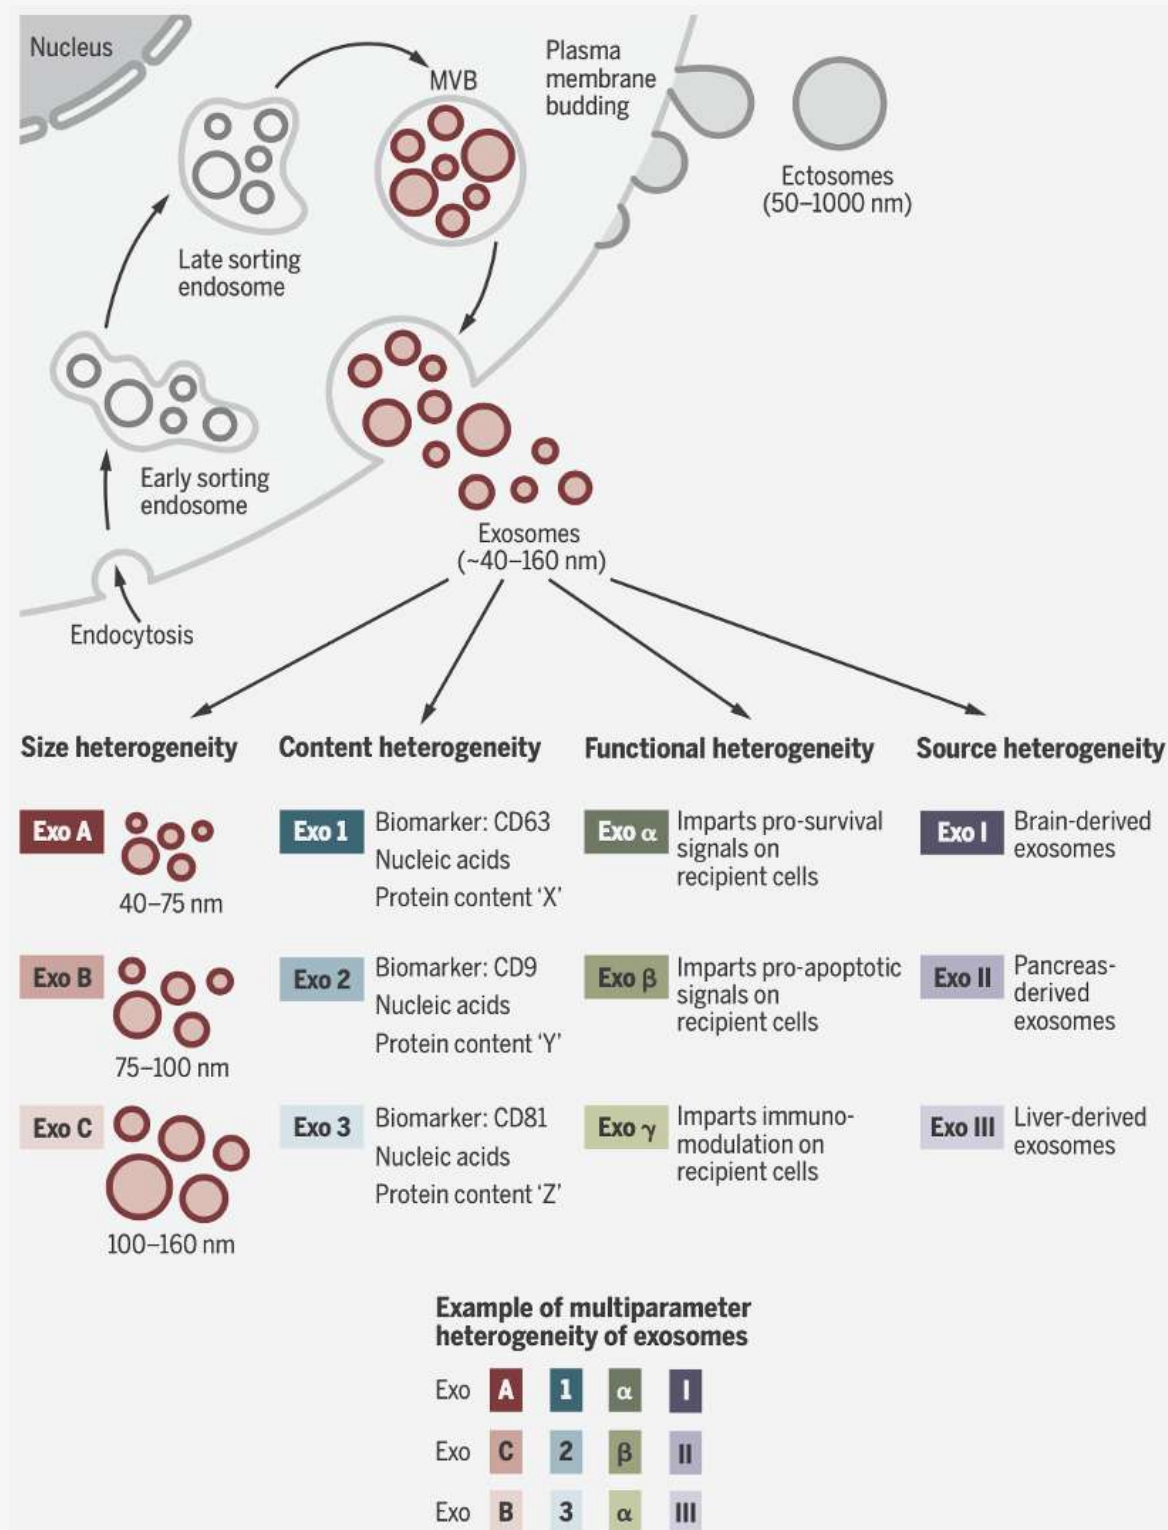 Nucleus
MVB
Plasma
membrane
budding
Ectosomes
(50–1000 nm)
Late sorting
endosome
Early sorting
endosome
Exosomes
(~40–160 nm)
Endocytosis
Size heterogeneity
Exo A
40–75 nm
Exo B
75–100 nm
Exo C
100–160 nm
Content heterogeneity
Exo 1
Biomarker: CD63
Nucleic acids
Protein content ‘X’
Exo 2
Biomarker: CD9
Nucleic acids
Protein content ‘Y’
Exo 3
Biomarker: CD81
Nucleic acids
Protein content ‘Z’
Functional heterogeneity
Exo α
Imparts pro-survival
signals on
recipient cells
Exo β
Imparts pro-apoptotic
signals on
recipient cells
Exo γ
Imparts immuno-
modulation on
recipient cells
Source heterogeneity
Exo I
Brain-derived
exosomes
Exo II
Pancreas-
derived
exosomes
Exo III
Liver-derived
exosomes
Example of multiparameter
heterogeneity of exosomes
Exo A 1 α I
Exo C 2 β II
Exo B 3 α III